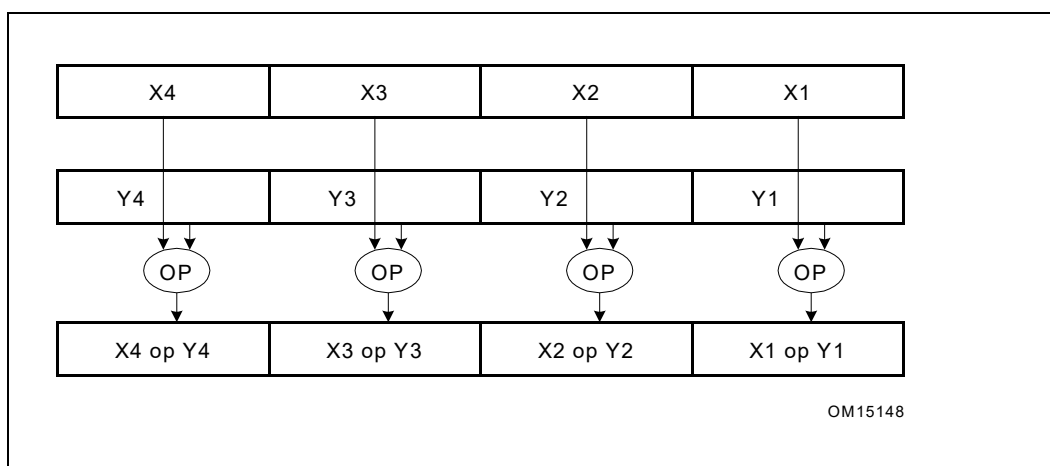 X4 X3 X2 X1
Y4 Y3 Y2 Y1
OP OP OP OP
X4 op Y4 X3 op Y3 X2 op Y2 X1 op Y1
OM15148